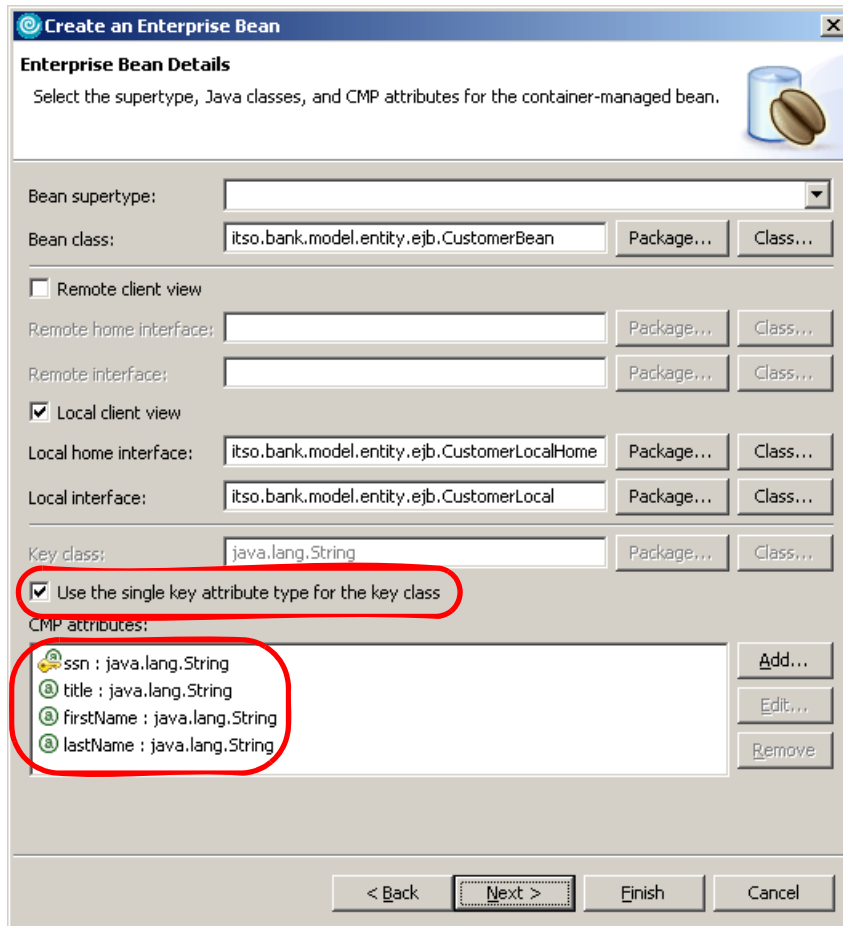 Create an Enterprise Bean
Enterprise Bean Details
Select the supertype, Java classes, and CMP attributes for the container-managed bean.
Bean supertype:
Bean class: itso.bank.model.entity.ejb.CustomerBean Package... Class...
Remote client view
Remote home interface: Package... Class...
Remote interface: Package... Class...
Local client view
Local home interface: itso.bank.model.entity.ejb.CustomerLocalHome Package... Class...
Local interface: itso.bank.model.entity.ejb.CustomerLocal Package... Class...
Key class: java.lang.String Package... Class...
Use the single key attribute type for the key class
CMP attributes:
ssn : java.lang.String Add...
title : java.lang.String
firstName : java.lang.String Edit...
lastName : java.lang.String Remove
< Back Next > Finish Cancel